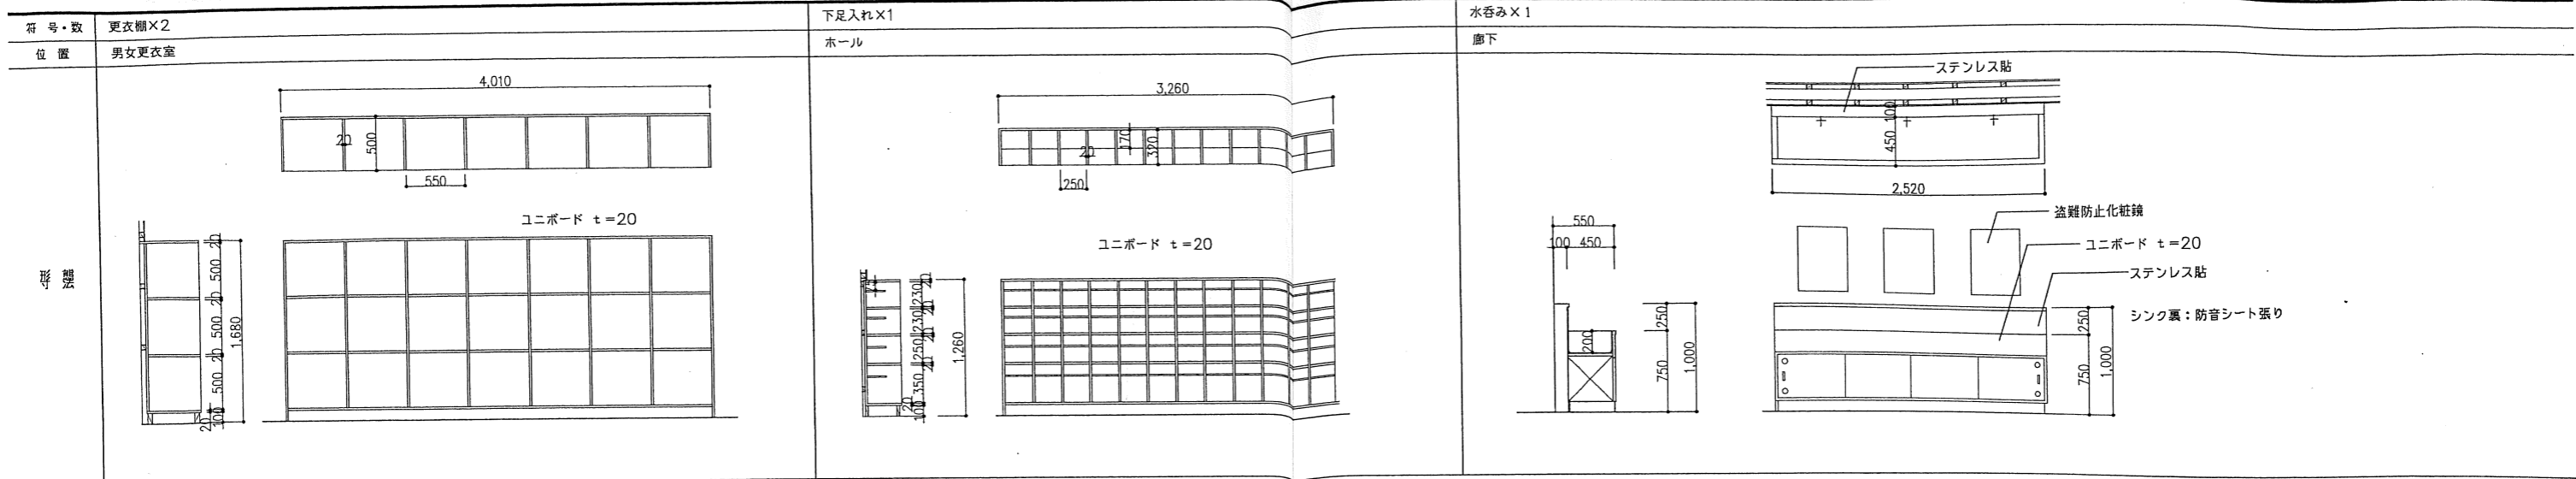 符 号・数
更衣棚×2
下足入れ×1
水呑み×1
位 置
男女更衣室
ホール
廊下
形 態
寸 法
4,010
20
500
550
ユニボード t=20
20
500
20
500
20
500
20
100
1,680
3,260
20
170
320
250
ユニボード t=20
20
230
20
230
20
250
20
350
20
100
1,260
ステンレス貼
100
450
2,520
550
100 450
盗難防止化粧鏡
ユニボード t=20
ステンレス貼
シンク裏：防音シート張り
200
250
750
1,000
250
750
1,000